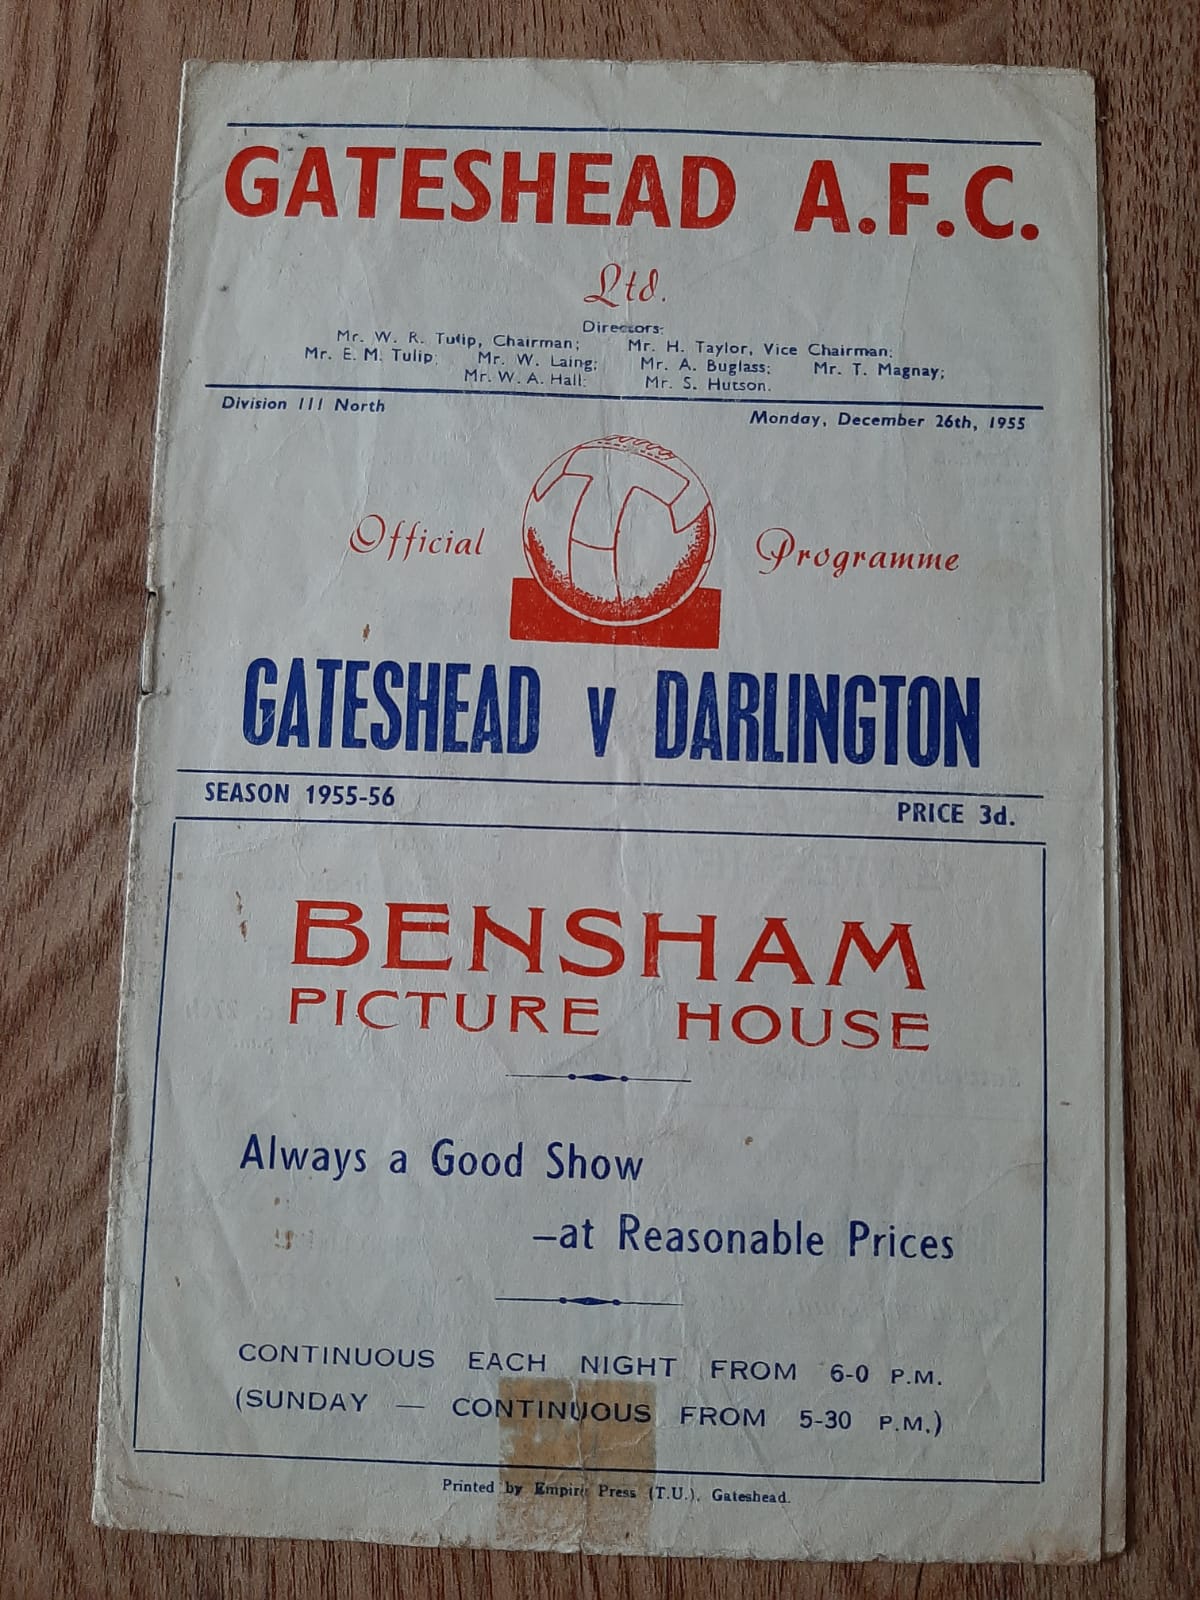 GATESHEAD A.F.C.
Ltd.
Directors:
Mr. W. R. Tulip, Chairman; Mr. H. Taylor, Vice Chairman;
Mr. E. M. Tulip; Mr. W. Laing; Mr. A. Buglass; Mr. T. Magnay;
Mr. W. A. Hall; Mr. S. Hutson.
Division III North Monday, December 26th, 1955
Official Programme
GATESHEAD v DARLINGTON
SEASON 1955-56 PRICE 3d.
BENSHAM
PICTURE HOUSE
Always a Good Show
–at Reasonable Prices
CONTINUOUS EACH NIGHT FROM 6-0 P.M.
(SUNDAY — CONTINUOUS FROM 5-30 P.M.)
Printed by Empire Press (T.U.), Gateshead.